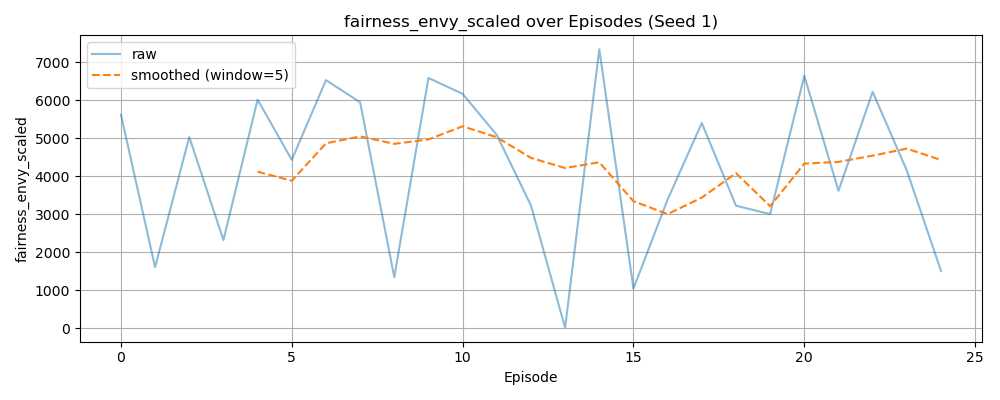 fairness_envy_scaled over Episodes (Seed 1)
raw
smoothed (window=5)
fairness_envy_scaled
7000
6000
5000
4000
3000
2000
1000
0
0 5 10 15 20 25
Episode